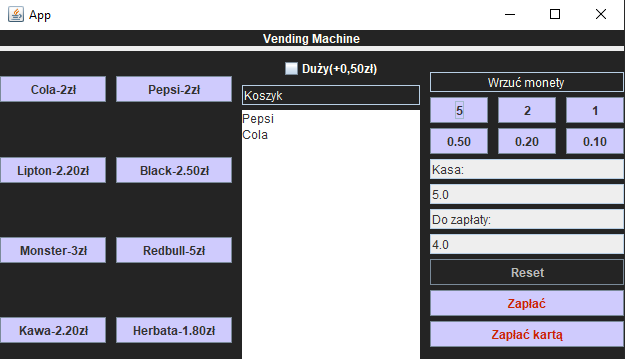 App
Vending Machine
Cola-2zł
Pepsi-2zł
Lipton-2.20zł
Black-2.50zł
Monster-3zł
Redbull-5zł
Kawa-2.20zł
Herbata-1.80zł
Duży(+0,50zł)
Koszyk
Pepsi
Cola
Wrzuć monety
5 2 1
0.50 0.20 0.10
Kasa:
5.0
Do zapłaty:
4.0
Reset
Zapłać
Zapłać kartą